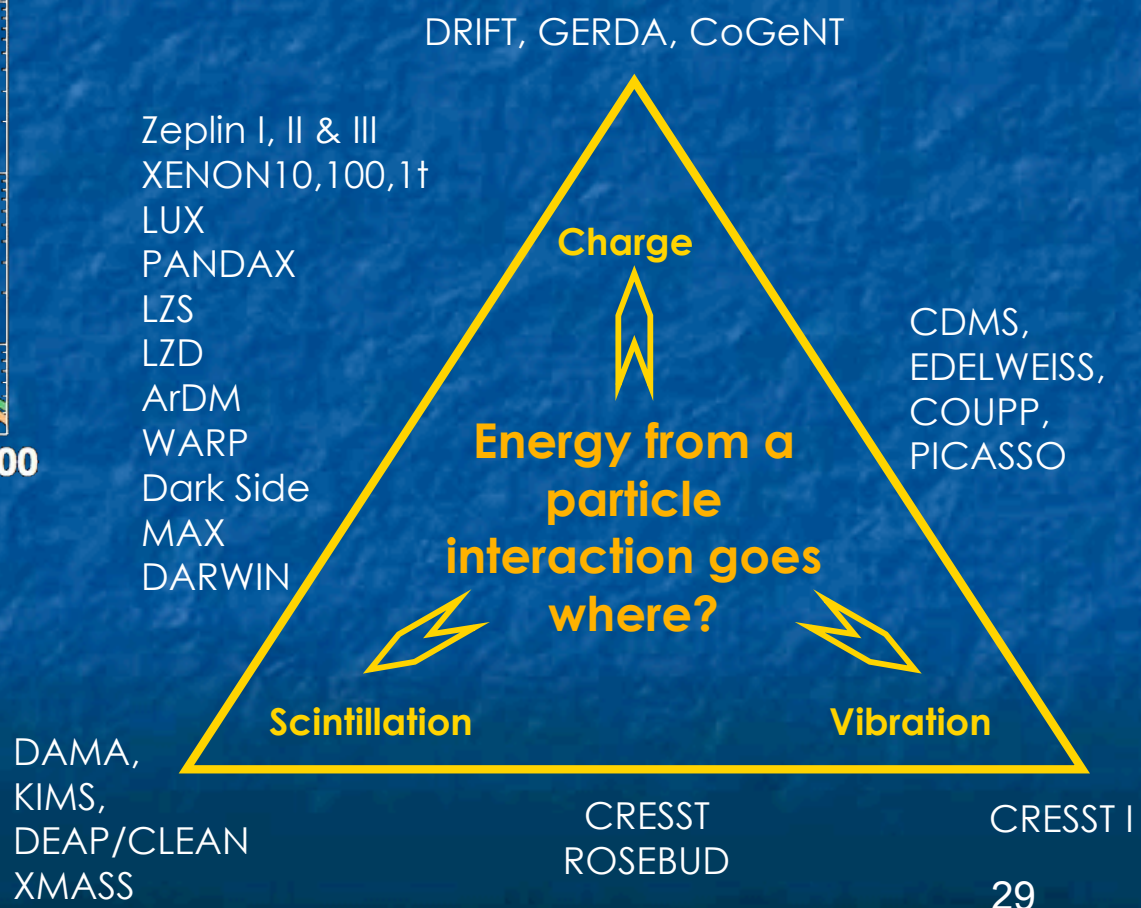 DRIFT, GERDA, CoGeNT
Zeplin I, II & III
XENON10,100,1t
LUX
PANDAX
LZS
LZD
ArDM
WARP
Dark Side
MAX
DARWIN
Charge
CDMS,
EDELWEISS,
COUPP,
PICASSO
00
Energy from a
particle
interaction goes
where?
Scintillation
Vibration
DAMA,
KIMS,
DEAP/CLEAN
XMASS
CRESST
ROSEBUD
CRESST I
29